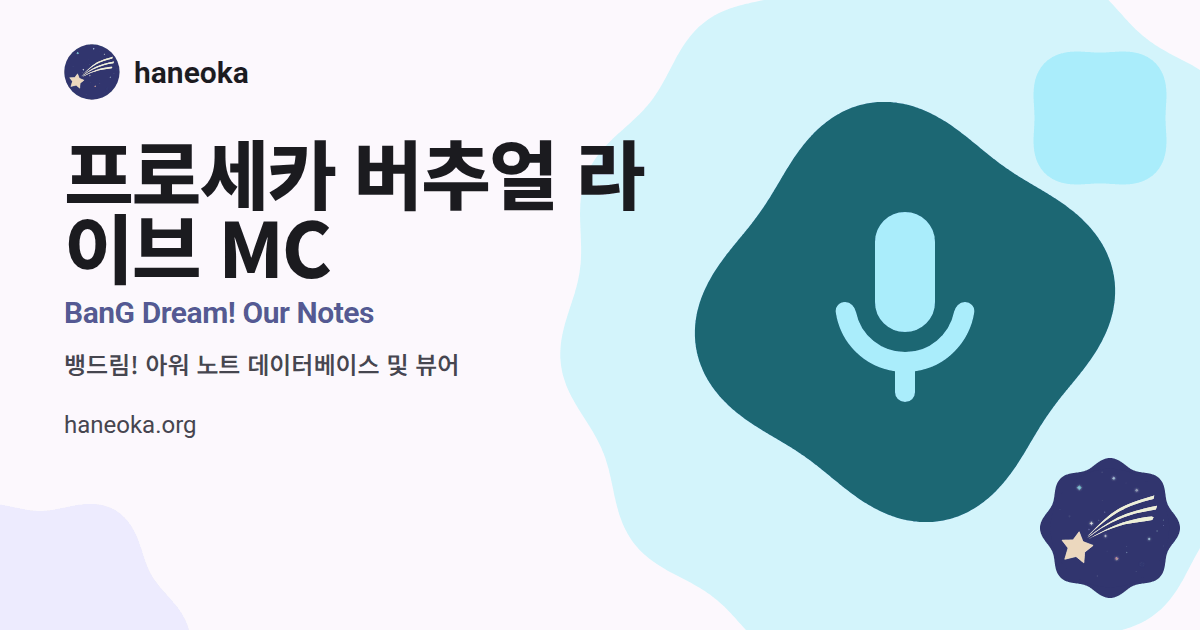 haneoka
프로세카 버추얼 라
이브 MC
BanG Dream! Our Notes
뱅드림! 아워 노트 데이터베이스 및 뷰어
haneoka.org